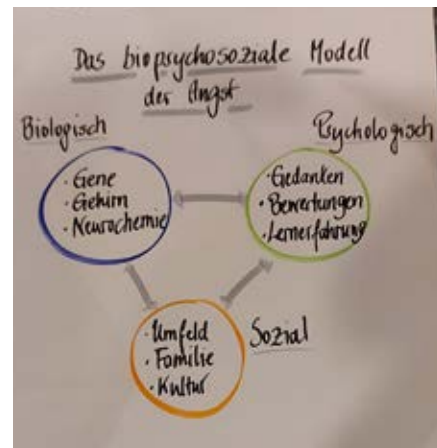 Das biopsychosoziale Modell
der Angst
Biologisch
· Gene
· Gehirn
· Neurochemie
Psychologisch
· Gedanken
· Bewertungen
· Lernerfahrung
· Umfeld
· Familie
· Kultur
Sozial